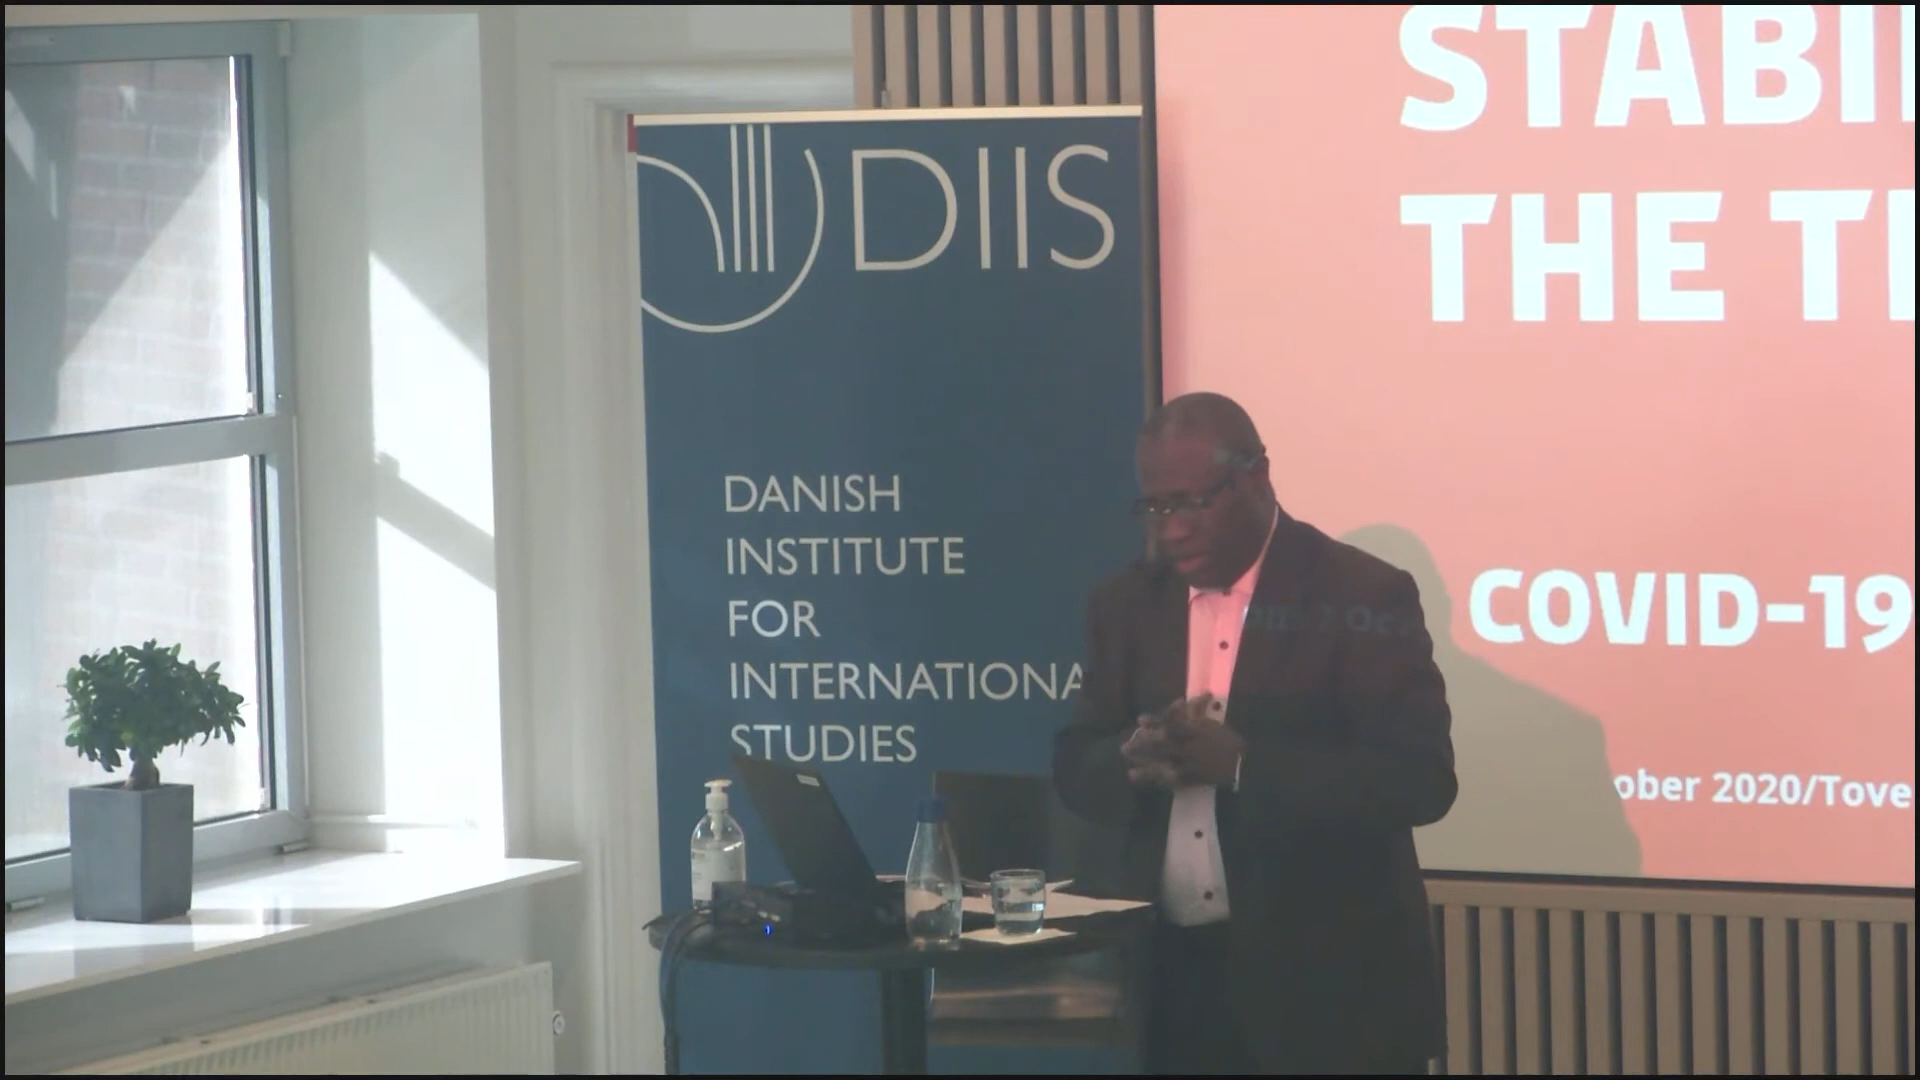 DIIS
DANISH
INSTITUTE
FOR
INTERNATIONA
STUDIES
STABI
THE T
COVID-19
ober 2020/Tove